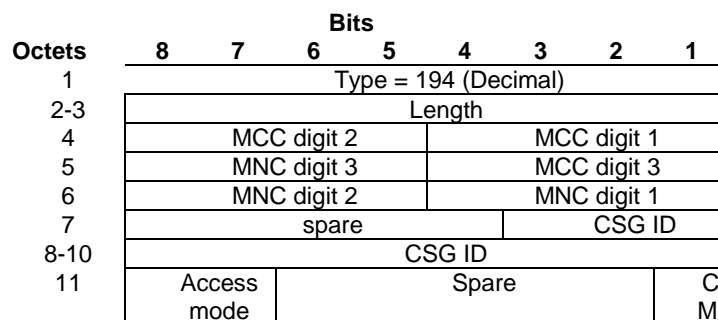 Bits
Octets 8 7 6 5 4 3 2 1
1 Type = 194 (Decimal)
2-3 Length
4 MCC digit 2 MCC digit 1
5 MNC digit 3 MCC digit 3
6 MNC digit 2 MNC digit 1
7 spare CSG ID
8-10 CSG ID
11 Access Spare C
mode M